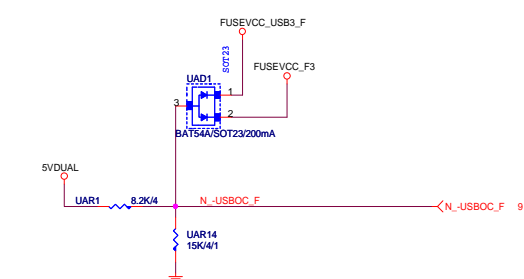 FUSEVCC_USB3_F
SOT23
FUSEVCC_F3
UAD1
1
3
2
BAT54A/SOT23/200mA
5VDUAL
UAR1 8.2K/4 N_-USBOC_F N_-USBOC_F 9
UAR14
15K/4/1